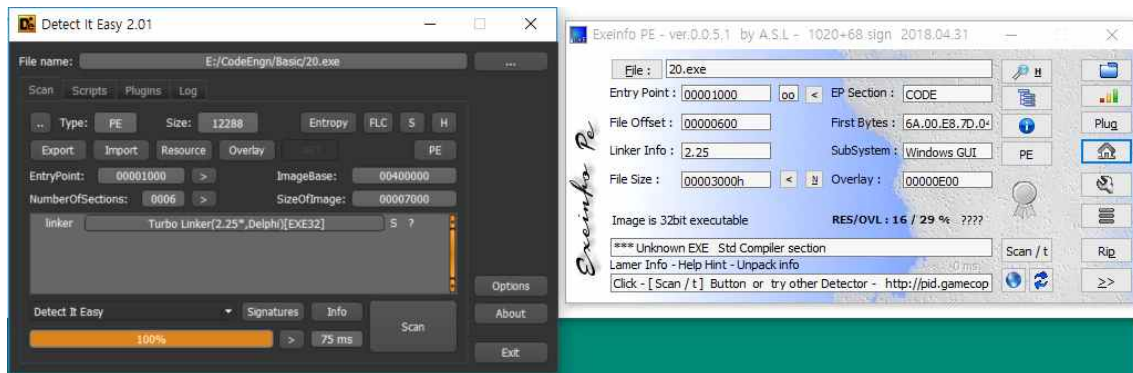 Detect It Easy 2.01
File name: E:/CodeEngn/Basic/20.exe ...
Scan Scripts Plugins Log
.. Type: PE Size: 12288 Entropy FLC S H
Export Import Resource Overlay PE
EntryPoint: 00001000 > ImageBase: 00400000
NumberOfSections: 0006 > SizeOfImage: 00007000
linker Turbo Linker(2.25*,Delphi)[EXE32] S ?
Options
Detect It Easy Signatures Info Scan About
100% > 75 ms
Exit
Exeinfo PE - ver.0.0.5.1 by A.S.L - 1020+68 sign 2018.04.31
Exeinfo Pe
File : 20.exe H
Entry Point : 00001000 oo < EP Section : CODE
File Offset : 00000600 First Bytes : 6A.00.E8.7D.04 Plug
Linker Info : 2.25 SubSystem : Windows GUI PE
File Size : 00003000h < N Overlay : 00000E00
Image is 32bit executable RES/OVL : 16 / 29 % ????
*** Unknown EXE Std Compiler section Scan / t Rip
Lamer Info - Help Hint - Unpack info 0 ms
Click - [ Scan / t ] Button or try other Detector - http://pid.gamecop >>